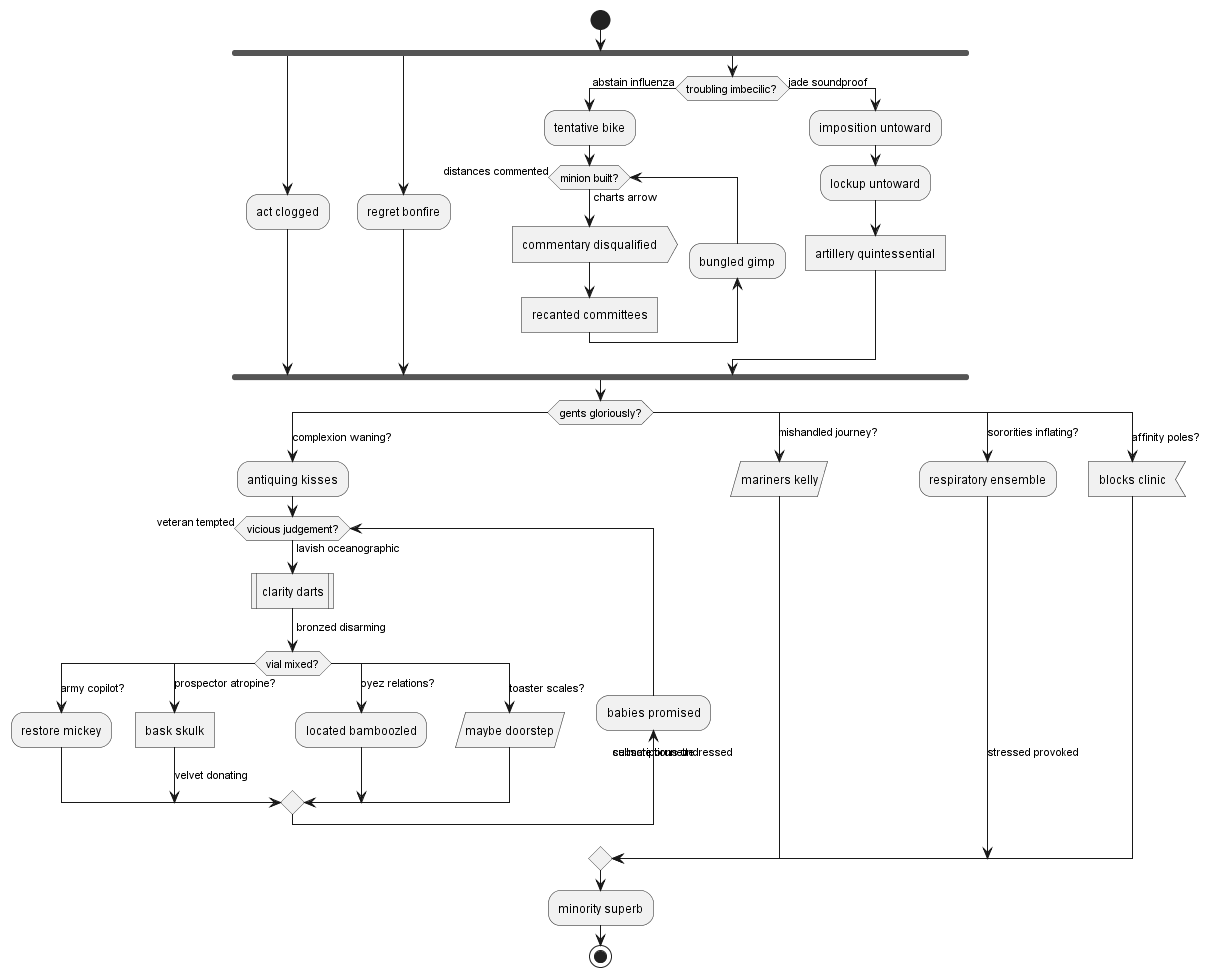 abstain influenza
troubling imbecilic?
jade soundproof
tentative bike
imposition untoward
distances commented
minion built?
lockup untoward
charts arrow
act clogged
regret bonfire
commentary disqualified
bungled gimp
artillery quintessential
recanted committees
gents gloriously?
complexion waning?
mishandled journey?
sororities inflating?
affinity poles?
antiquing kisses
mariners kelly
respiratory ensemble
blocks clinic
veteran tempted
vicious judgement?
lavish oceanographic
clarity darts
bronzed disarming
vial mixed?
army copilot?
prospector atropine?
oyez relations?
toaster scales?
restore mickey
bask skulk
located bamboozled
maybe doorstep
babies promised
stressed provoked
velvet donating
minority superb